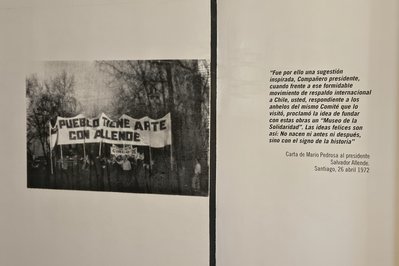 PUEBLO TIENE ARTE
CON ALLENDE
"Fue por ello una sugestión
inspirada. Compañero presidente,
cuando frente a ese formidable
movimiento de respaldo internacional
a Chile, usted, respondiente a los
anhelos del mismo Comité que lo
visitó, proclamó la idea de fundar
con estas obras un "Museo de la
Solidaridad". Las ideas felices son
así: No nacen ni antes ni después,
sino con el signo de la historia"
Carta de Mario Pedrosa al presidente
Salvador Allende.
Santiago, 26 abril 1972